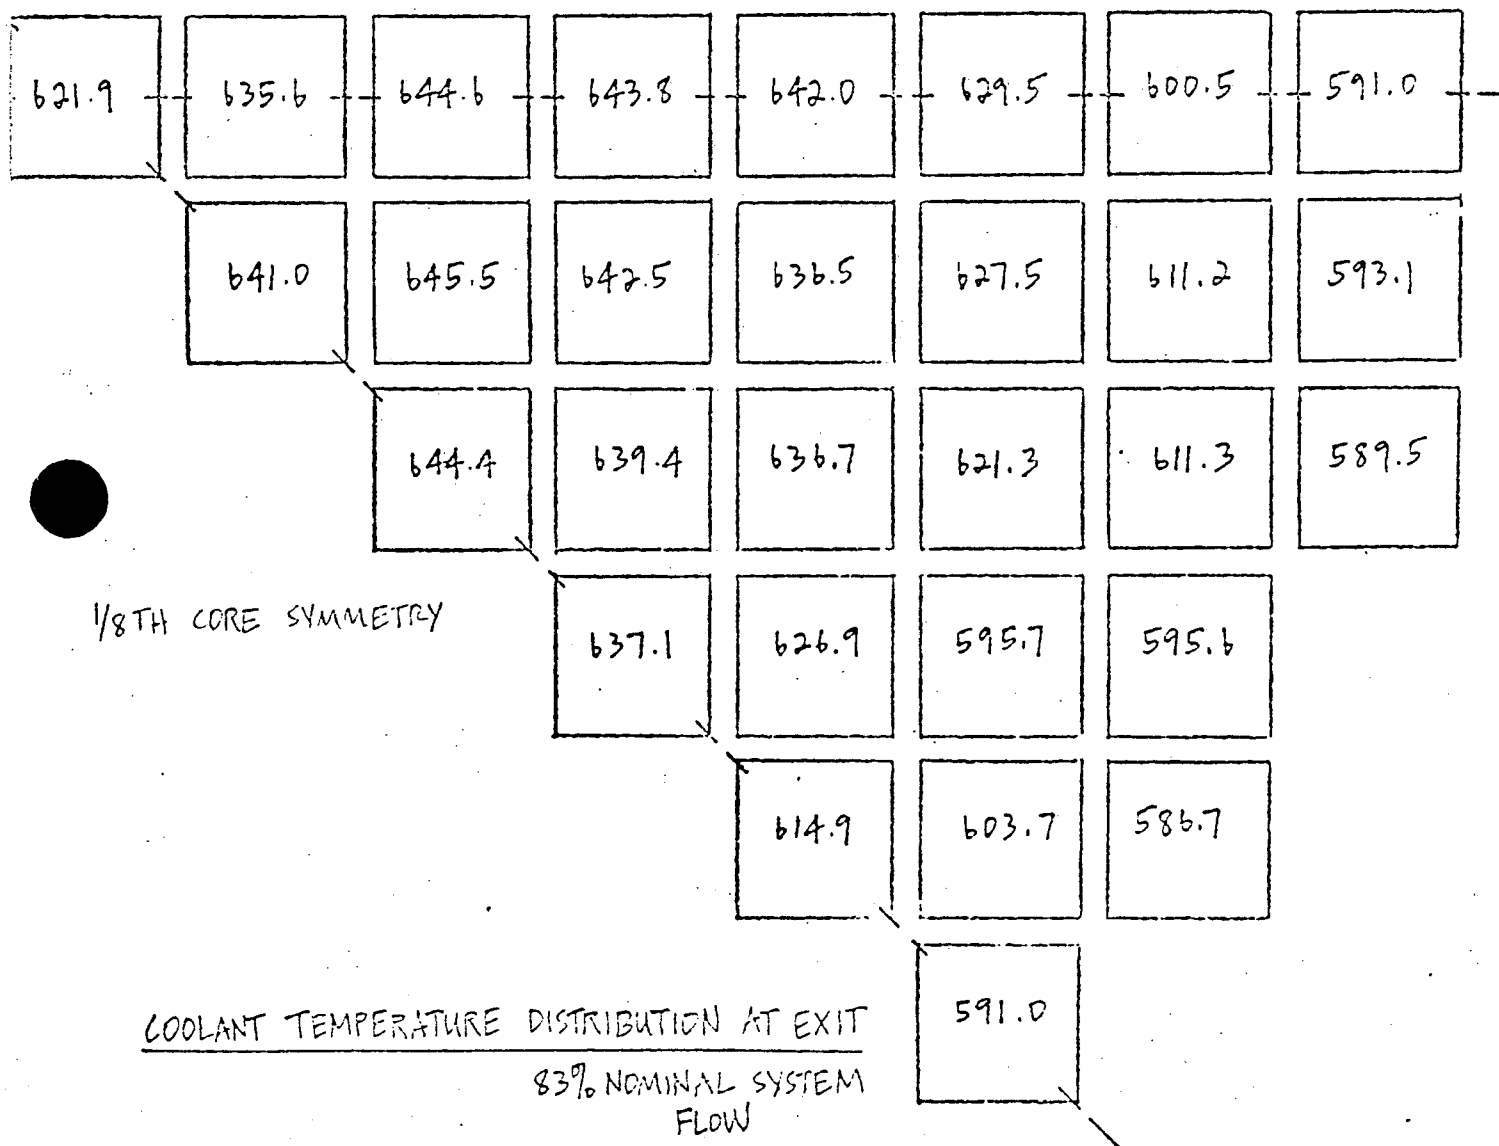 621.9 635.6 644.6 643.8 642.0 629.5 600.5 591.0
641.0 645.5 642.5 636.5 627.5 611.2 593.1
644.4 639.4 636.7 621.3 611.3 589.5
1/8TH CORE SYMMETRY
637.1 626.9 595.7 595.6
614.9 603.7 586.7
591.0
COOLANT TEMPERATURE DISTRIBUTION AT EXIT
83% NOMINAL SYSTEM
FLOW